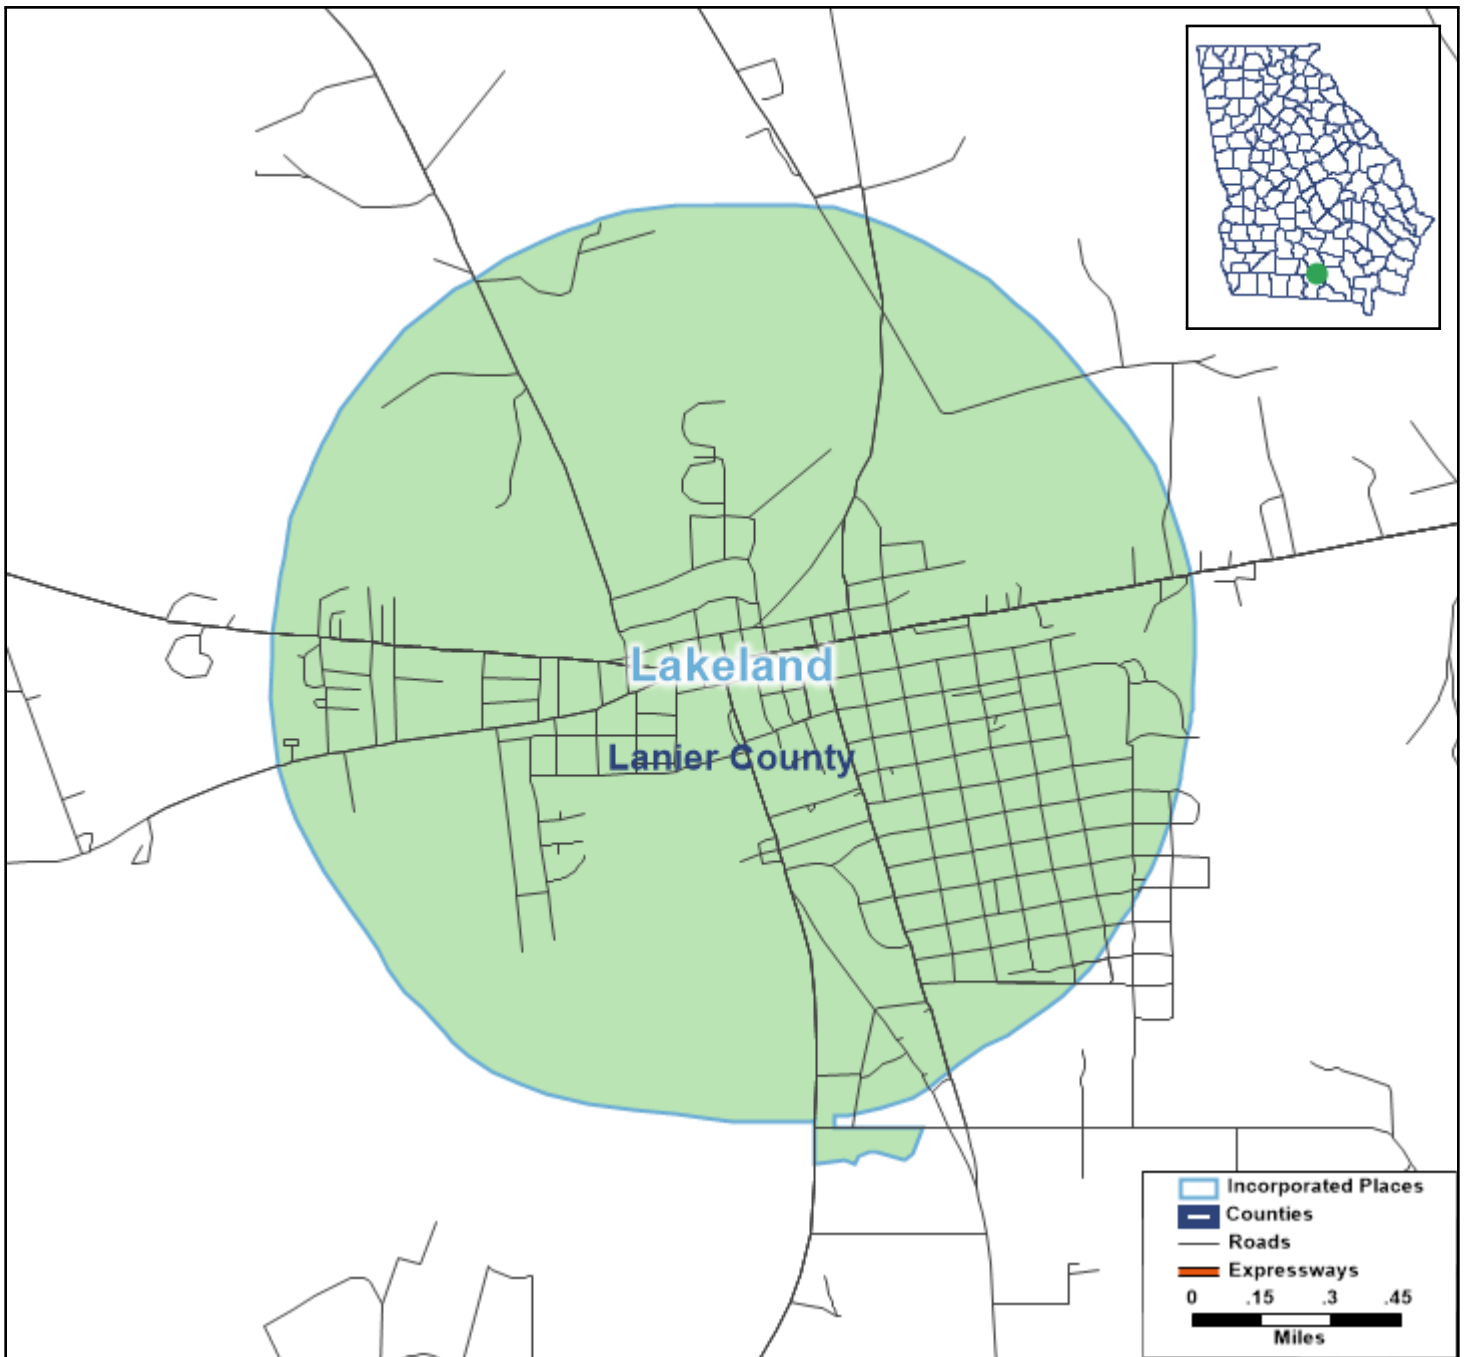 Lakeland
Lanier County
Incorporated Places
Counties
Roads
Expressways
0 .15 .3 .45
Miles